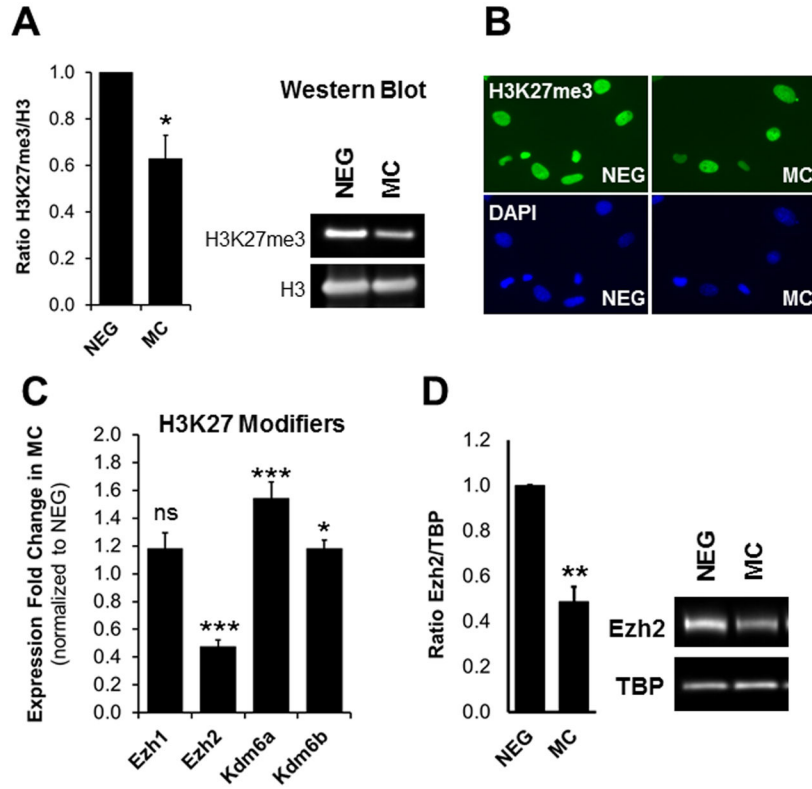 A
Ratio H3K27me3/H3
1.0
0.8
0.6
0.4
0.2
0.0
*
NEG
MC
Western Blot
NEG
MC
H3K27me3
H3
B
H3K27me3
NEG
MC
DAPI
NEG
MC
C
H3K27 Modifiers
Expression Fold Change in MC
(normalized to NEG)
2.0
1.8
1.6
1.4
1.2
1.0
0.8
0.6
0.4
0.2
0.0
ns
***
***
*
Ezh1
Ezh2
Kdm6a
Kdm6b
D
Ratio Ezh2/TBP
1.2
1.0
0.8
0.6
0.4
0.2
0.0
**
NEG
MC
NEG
MC
Ezh2
TBP